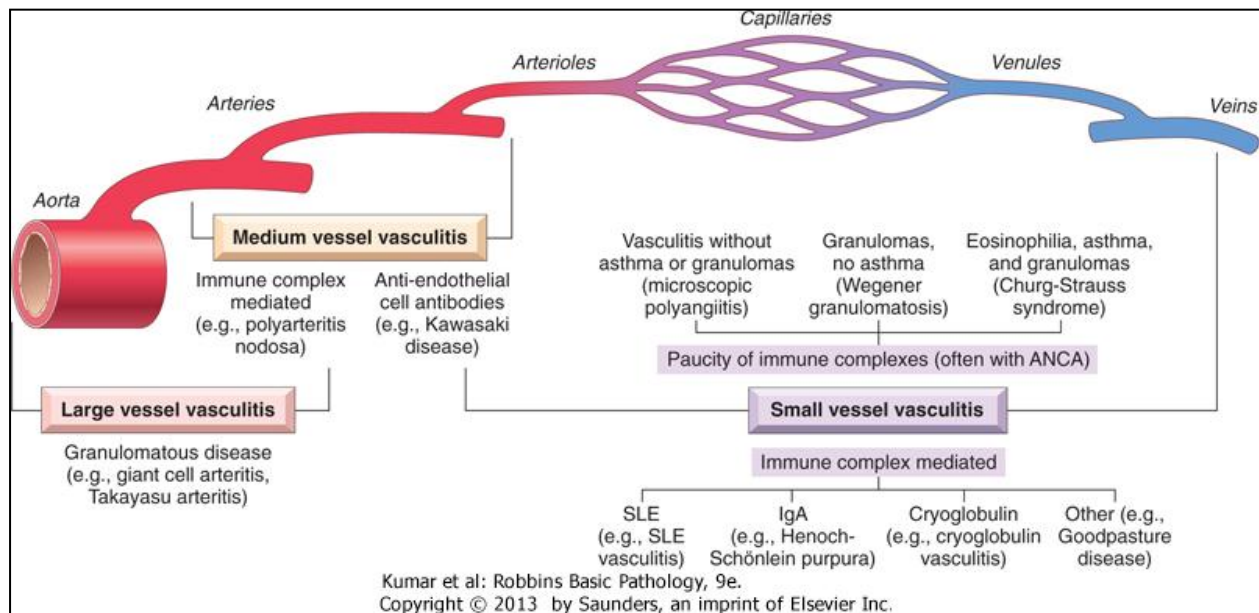 Capillaries
Arterioles
Venules
Arteries
Veins
Aorta
Medium vessel vasculitis
Immune complex
mediated
(e.g., polyarteritis
nodosa)
Anti-endothelial
cell antibodies
(e.g., Kawasaki
disease)
Vasculitis without
asthma or granulomas
(microscopic
polyangiitis)
Granulomas,
no asthma
(Wegener
granulomatosis)
Eosinophilia, asthma,
and granulomas
(Churg-Strauss
syndrome)
Paucity of immune complexes (often with ANCA)
Large vessel vasculitis
Granulomatous disease
(e.g., giant cell arteritis,
Takayasu arteritis)
Small vessel vasculitis
Immune complex mediated
SLE
(e.g., SLE
vasculitis)
IgA
(e.g., Henoch-
Schönlein purpura)
Cryoglobulin
(e.g., cryoglobulin
vasculitis)
Other (e.g.,
Goodpasture
disease)
Kumar et al: Robbins Basic Pathology, 9e.
Copyright © 2013 by Saunders, an imprint of Elsevier Inc.